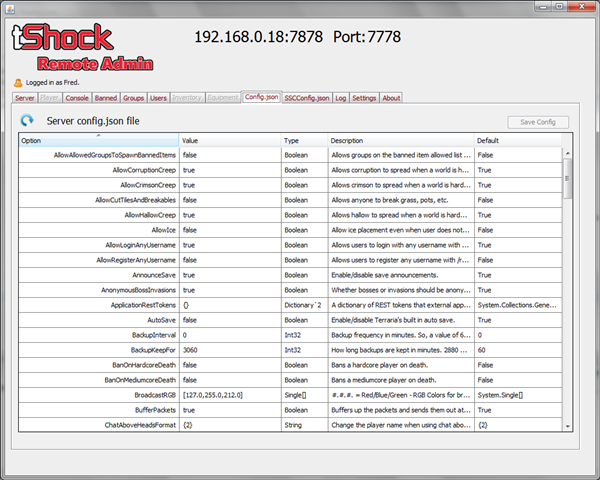 tShock
Remote Admin
192.168.0.18:7878 Port:7778
Logged in as Fred.
Server Player Console Banned Groups Users Inventory Equipment Config.json SSCConfig.json Log Settings About
Server config.json file Save Config
Option Value Type Description Default
AllowAllowedGroupsToSpawnBannedItems false Boolean Allows groups on the banned item allowed list ... False
AllowCorruptionCreep true Boolean Allows corruption to spread when a world is h... True
AllowCrimsonCreep true Boolean Allows crimson to spread when a world is hard... True
AllowCutTilesAndBreakables false Boolean Allows anyone to break grass, pots, etc. False
AllowHallowCreep true Boolean Allows hallow to spread when a world is hard... True
AllowIce false Boolean Allow ice placement even when user does not... False
AllowLoginAnyUsername true Boolean Allows users to login with any username with ... True
AllowRegisterAnyUsername false Boolean Allows users to register any username with /r... False
AnnounceSave true Boolean Enable/disable save announcements. True
AnonymousBossInvasions true Boolean Whether bosses or invasions should be anony... True
ApplicationRestTokens {} Dictionary`2 A dictionary of REST tokens that external app... System.Collections.Gene...
AutoSave false Boolean Enable/disable Terraria's built in auto save. True
BackupInterval 0 Int32 Backup frequency in minutes. So, a value of 6... 0
BackupKeepFor 3060 Int32 How long backups are kept in minutes. 2880 ... 60
BanOnHardcoreDeath false Boolean Bans a hardcore player on death. False
BanOnMediumcoreDeath false Boolean Bans a mediumcore player on death. False
BroadcastRGB [127.0,255.0,212.0] Single[] #.#.#. = Red/Blue/Green - RGB Colors for br... System.Single[]
BufferPackets true Boolean Buffers up the packets and sends them out at... True
ChatAboveHeadsFormat {2} String Change the player name when using chat abo... {2}